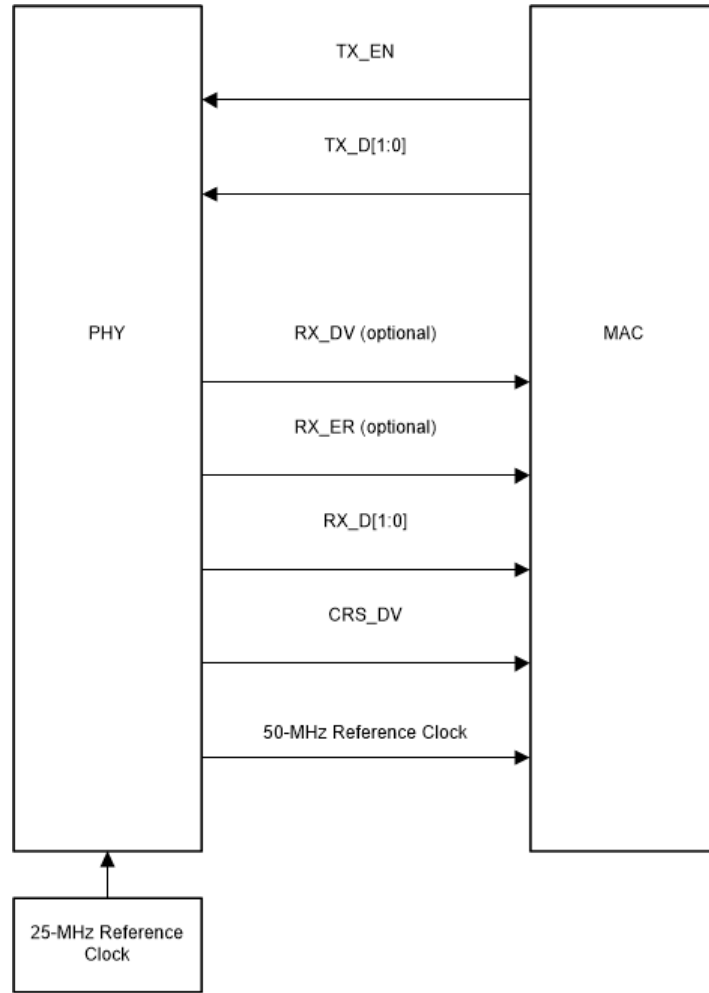 TX_EN
TX_D[1:0]
PHY
RX_DV (optional)
MAC
RX_ER (optional)
RX_D[1:0]
CRS_DV
50-MHz Reference Clock
25-MHz Reference
Clock